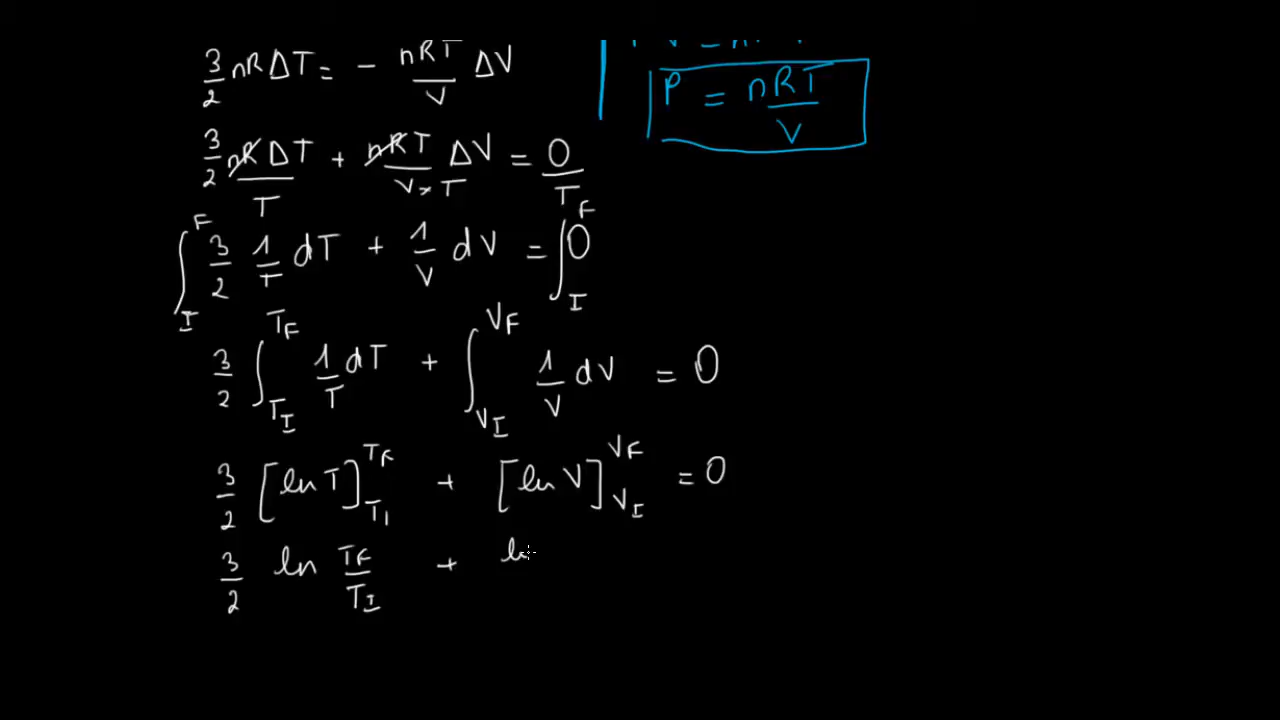 3/2 nRΔT = - nRT/V ΔV
P = nRT/V
3/2 nRΔT/T + nRT/(V×T) ΔV = 0/T
∫_I^F 3/2 1/T dT + 1/V dV = ∫_I^F 0
3/2 ∫_{T_I}^{T_F} 1/T dT + ∫_{V_I}^{V_F} 1/V dV = 0
3/2 [ln T]_{T_I}^{T_F} + [ln V]_{V_I}^{V_F} = 0
3/2 ln T_F/T_I + l